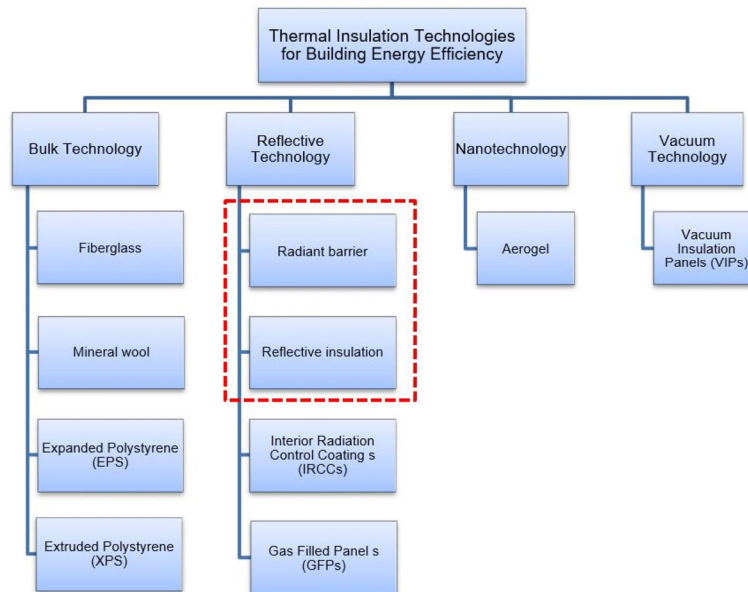 Thermal Insulation Technologies
for Building Energy Efficiency
Bulk Technology
Reflective
Technology
Nanotechnology
Vacuum
Technology
Fiberglass
Radiant barrier
Aerogel
Vacuum
Insulation
Panels (VIPs)
Mineral wool
Reflective insulation
Expanded Polystyrene
(EPS)
Interior Radiation
Control Coating s
(IRCCs)
Extruded Polystyrene
(XPS)
Gas Filled Panel s
(GFPs)